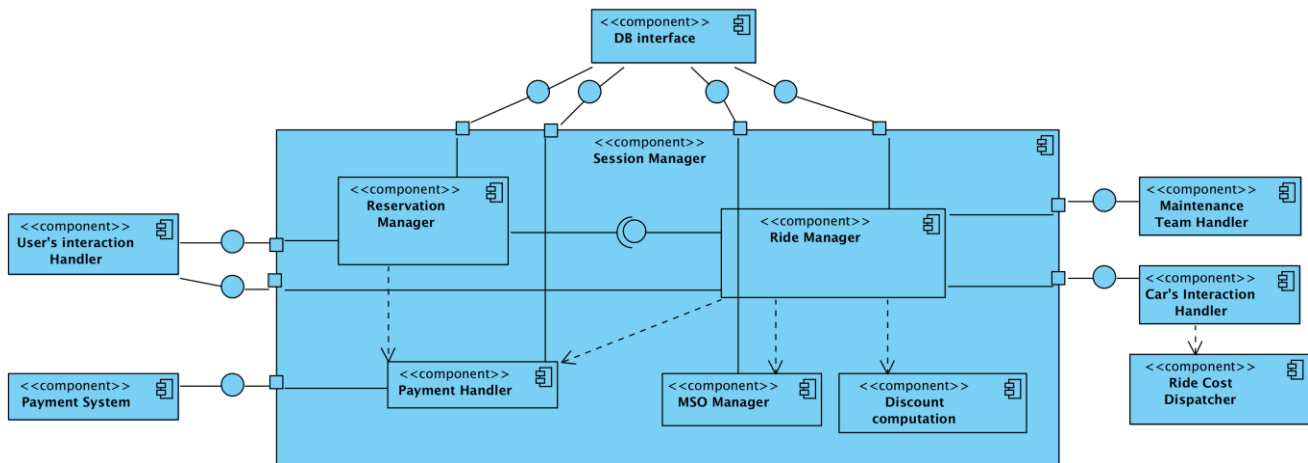 <<component>>
DB interface
<<component>>
Session Manager
<<component>>
Reservation
Manager
<<component>>
Ride Manager
<<component>>
Maintenance
Team Handler
<<component>>
User's interaction
Handler
<<component>>
Car's Interaction
Handler
<<component>>
Payment System
<<component>>
Payment Handler
<<component>>
MSO Manager
<<component>>
Discount
computation
<<component>>
Ride Cost
Dispatcher